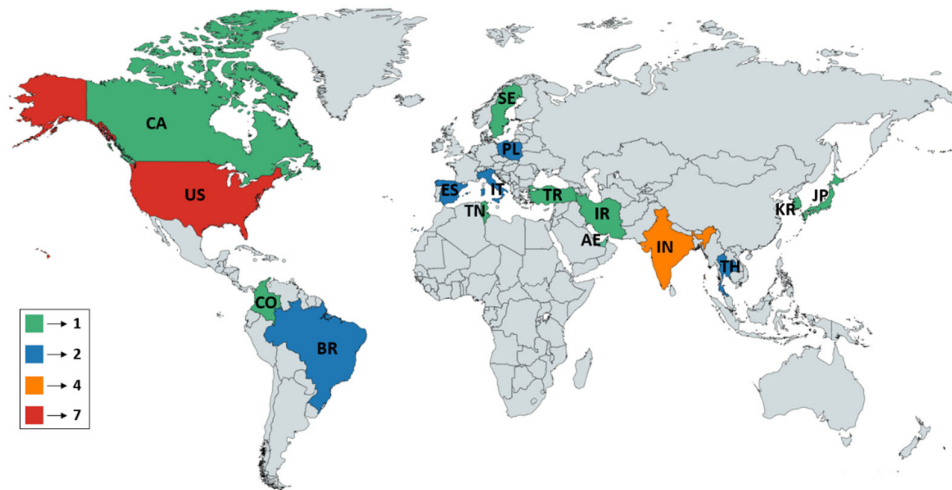 SE
CA
PL
US
ES
IT
TR
TN
IR
KR
JP
AE
IN
TH
CO
BR
→ 1
→ 2
→ 4
→ 7